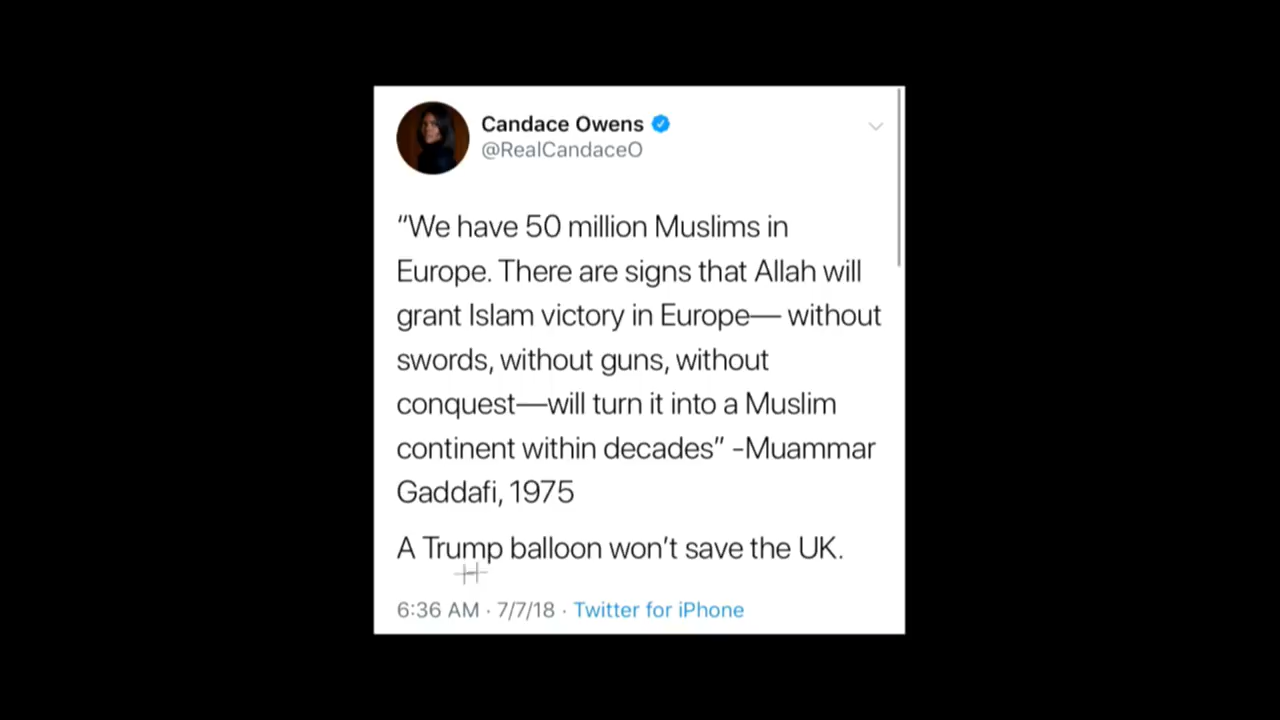 Candace Owens
@RealCandaceO
“We have 50 million Muslims in
Europe. There are signs that Allah will
grant Islam victory in Europe— without
swords, without guns, without
conquest—will turn it into a Muslim
continent within decades” -Muammar
Gaddafi, 1975
A Trump balloon won’t save the UK.
6:36 AM · 7/7/18 · Twitter for iPhone